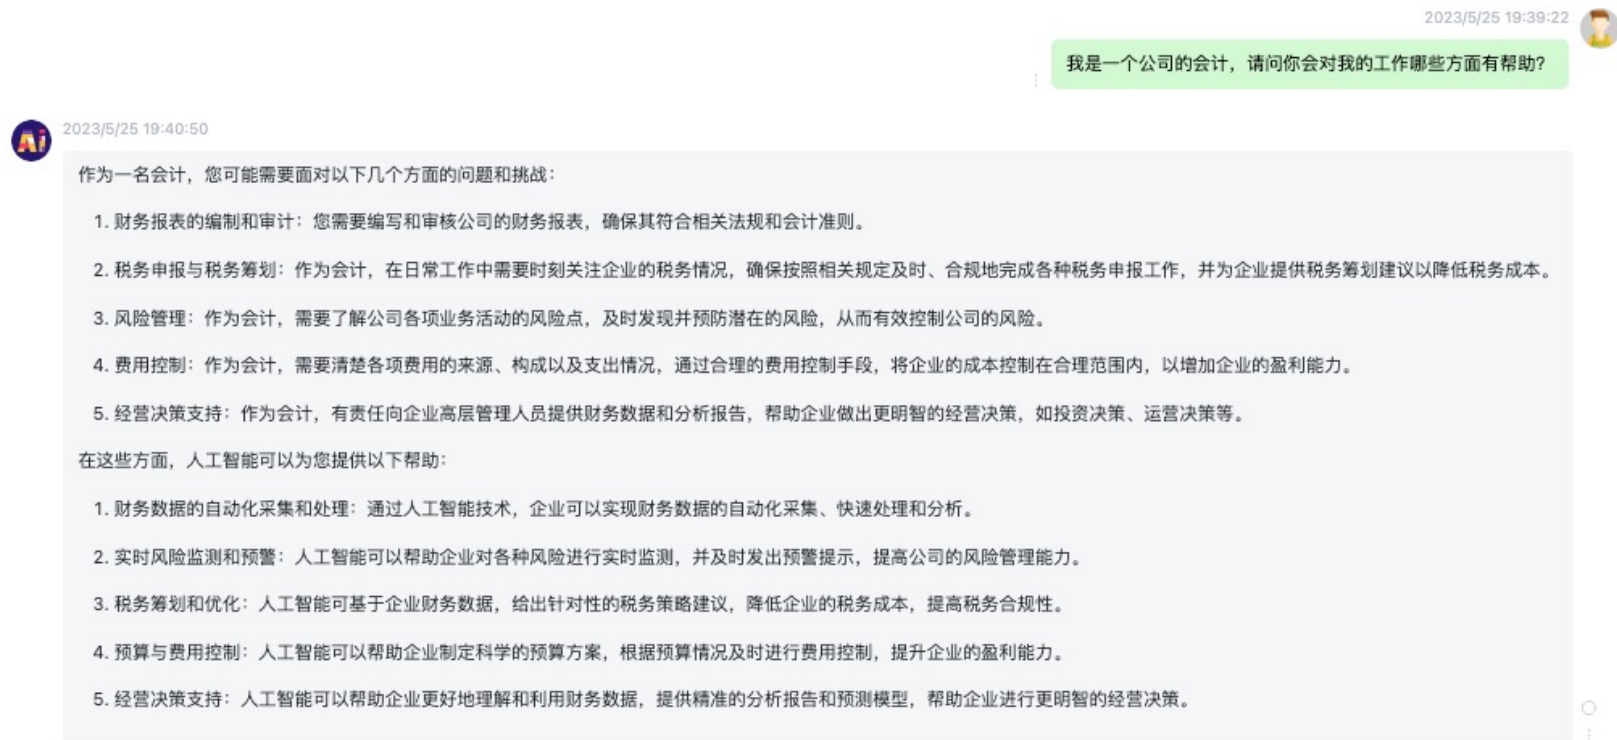 2023/5/25 19:39:22
我是一个公司的会计，请问你会对我的工作哪些方面有帮助？
Ai
2023/5/25 19:40:50
作为一名会计，您可能需要面对以下几个方面的问题和挑战：
1. 财务报表的编制和审计：您需要编写和审核公司的财务报表，确保其符合相关法规和会计准则。
2. 税务申报与税务筹划：作为会计，在日常工作中需要时刻关注企业的税务情况，确保按照相关规定及时、合规地完成各种税务申报工作，并为企业提供税务筹划建议以降低税务成本。
3. 风险管理：作为会计，需要了解公司各项业务活动的风险点，及时发现并预防潜在的风险，从而有效控制公司的风险。
4. 费用控制：作为会计，需要清楚各项费用的来源、构成以及支出情况，通过合理的费用控制手段，将企业的成本控制在合理范围内，以增加企业的盈利能力。
5. 经营决策支持：作为会计，有责任向企业高层管理人员提供财务数据和分析报告，帮助企业做出更明智的经营决策，如投资决策、运营决策等。
在这些方面，人工智能可以为您提供以下帮助：
1. 财务数据的自动化采集和处理：通过人工智能技术，企业可以实现财务数据的自动化采集、快速处理和分析。
2. 实时风险监测和预警：人工智能可以帮助企业对各种风险进行实时监测，并及时发出预警提示，提高公司的风险管理能力。
3. 税务筹划和优化：人工智能可基于企业财务数据，给出针对性的税务策略建议，降低企业的税务成本，提高税务合规性。
4. 预算与费用控制：人工智能可以帮助企业制定科学的预算方案，根据预算情况及时进行费用控制，提升企业的盈利能力。
5. 经营决策支持：人工智能可以帮助企业更好地理解和利用财务数据，提供精准的分析报告和预测模型，帮助企业进行更明智的经营决策。